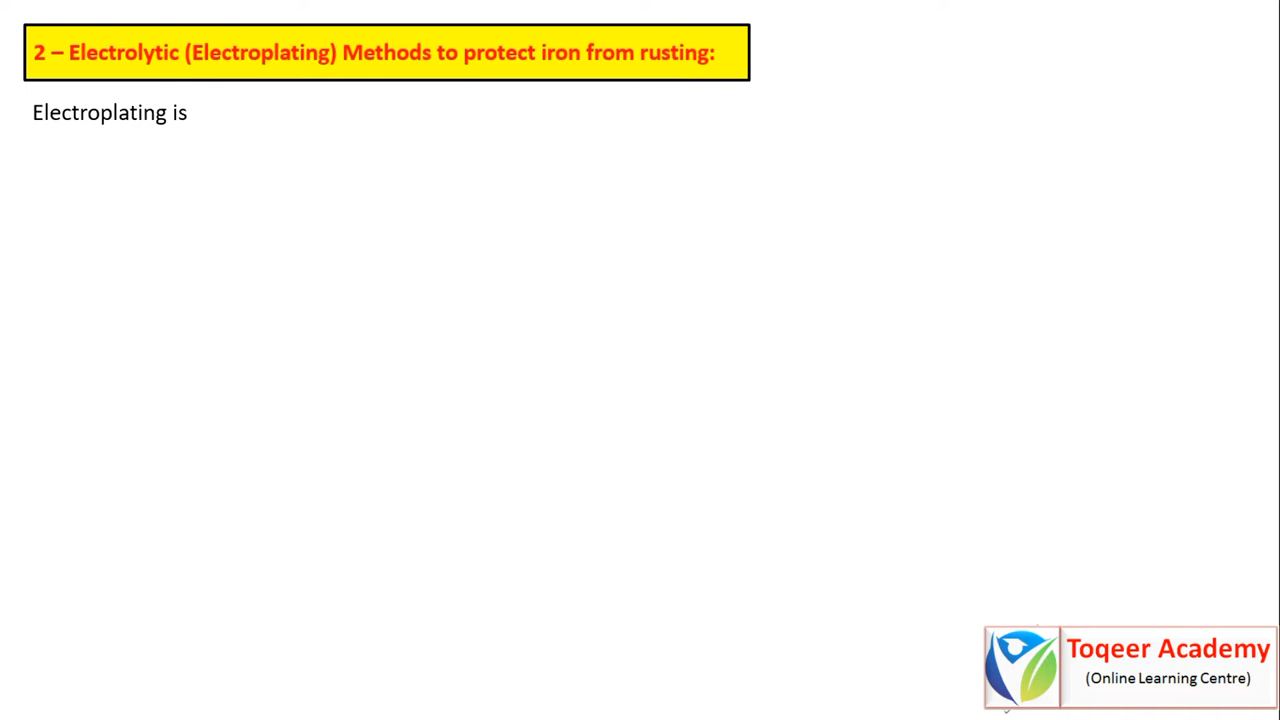 2 – Electrolytic (Electroplating) Methods to protect iron from rusting:
Electroplating is
Toqeer Academy
(Online Learning Centre)